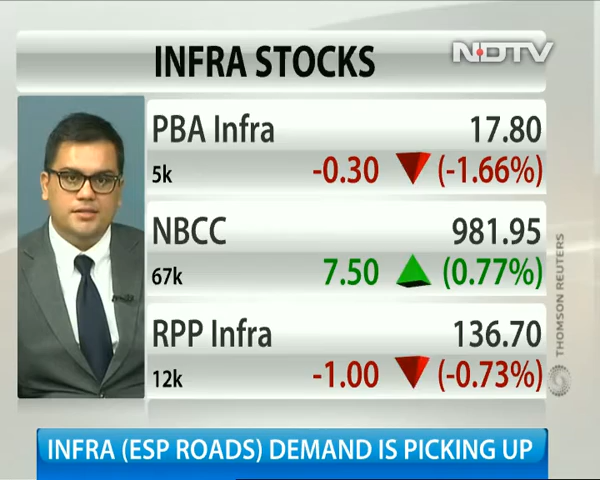 NDTV
INFRA STOCKS
PBA Infra 17.80
5k -0.30 (-1.66%)
NBCC 981.95
67k 7.50 (0.77%)
RPP Infra 136.70
12k -1.00 (-0.73%)
THOMSON REUTERS
INFRA (ESP ROADS) DEMAND IS PICKING UP